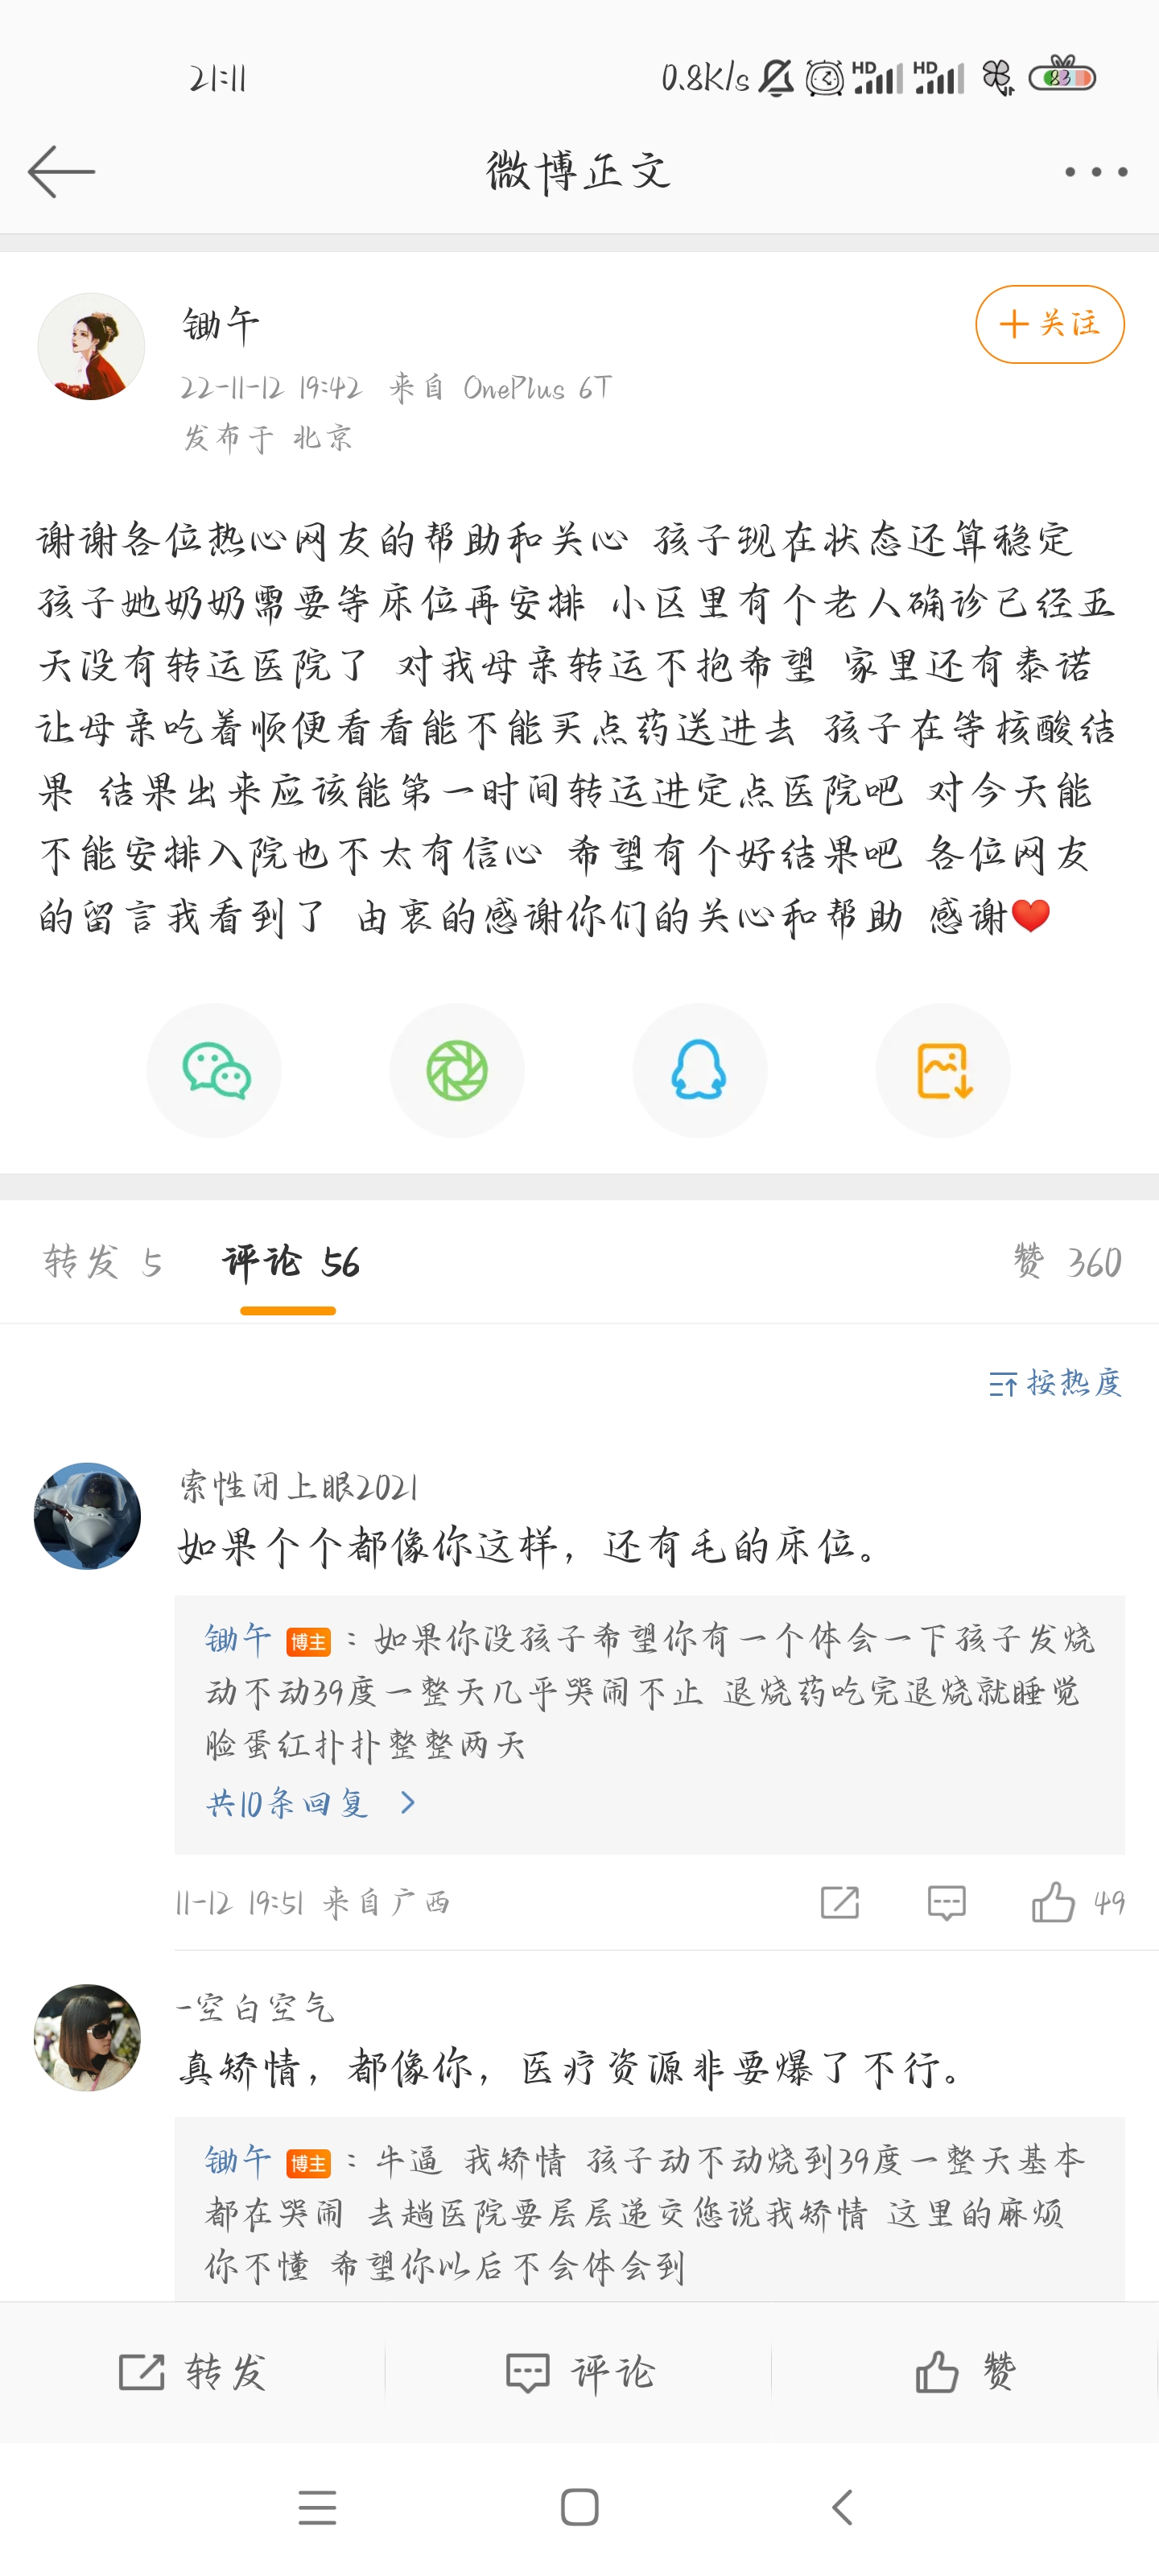 21:11
0.8K/s
HD
HD
83
微博正文
锄午
+关注
22-11-12 19:42 来自 OnePlus 6T
发布于 北京
谢谢各位热心网友的帮助和关心 孩子现在状态还算稳定
孩子她奶奶需要等床位再安排 小区里有个老人确诊已经五
天没有转运医院了 对我母亲转运不抱希望 家里还有泰诺
让母亲吃着顺便看看能不能买点药送进去 孩子在等核酸结
果 结果出来应该能第一时间转运进定点医院吧 对今天能
不能安排入院也不太有信心 希望有个好结果吧 各位网友
的留言我看到了 由衷的感谢你们的关心和帮助 感谢❤️
转发 5 评论 56 赞 360
按热度
索性闭上眼2021
如果个个都像你这样，还有毛的床位。
锄午 博主：如果你没孩子希望你有一个体会一下孩子发烧
动不动39度一整天几乎哭闹不止 退烧药吃完退烧就睡觉
脸蛋红扑扑整整两天
共10条回复 >
11-12 19:51 来自广西 49
-空白空气
真矫情，都像你，医疗资源非要爆了不行。
锄午 博主：牛逼 我矫情 孩子动不动烧到39度一整天基本
都在哭闹 去趟医院要层层递交您说我矫情 这里的麻烦
你不懂 希望你以后不会体会到
转发 评论 赞